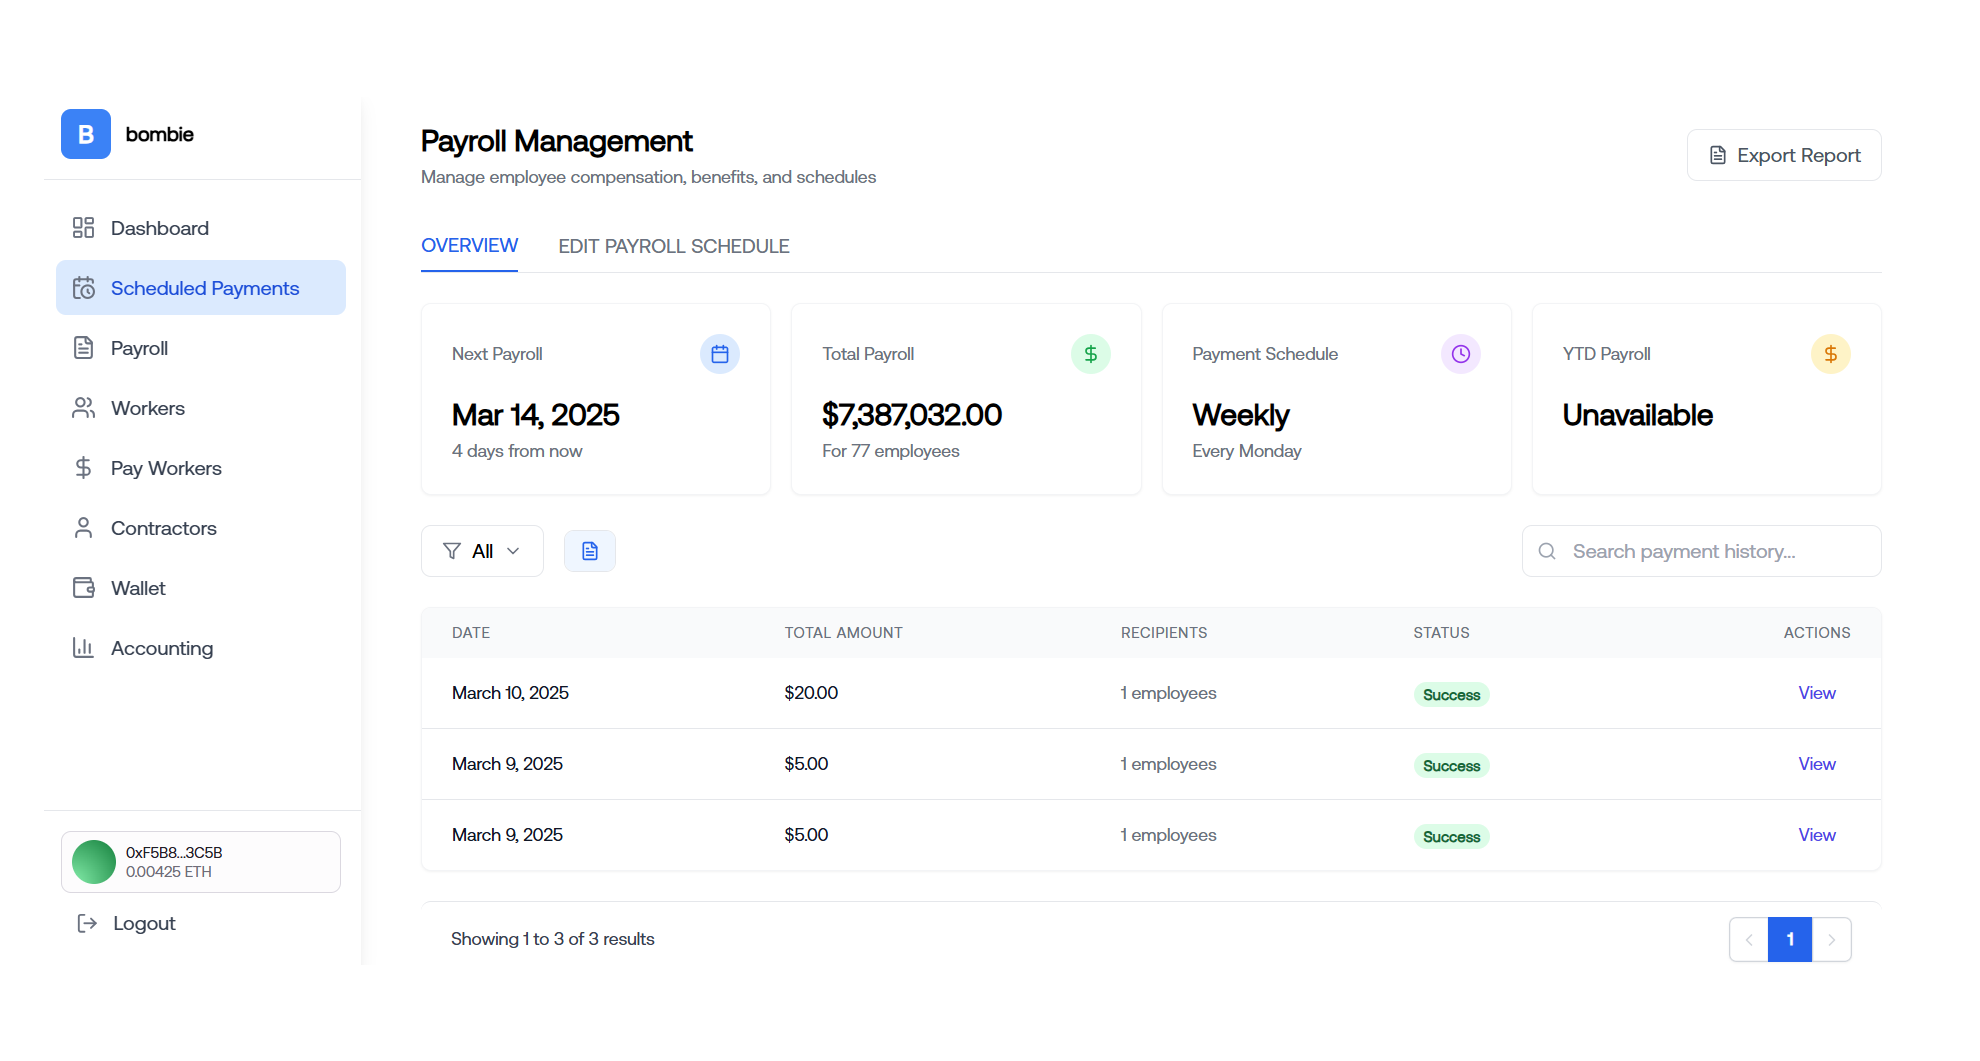 B
bombie
Dashboard
Scheduled Payments
Payroll
Workers
Pay Workers
Contractors
Wallet
Accounting
0xF5B8...3C5B
0.00425 ETH
Logout
Payroll Management
Manage employee compensation, benefits, and schedules
Export Report
OVERVIEW
EDIT PAYROLL SCHEDULE
Next Payroll
Mar 14, 2025
4 days from now
Total Payroll
$7,387,032.00
For 77 employees
Payment Schedule
Weekly
Every Monday
YTD Payroll
Unavailable
All
Search payment history...
DATE TOTAL AMOUNT RECIPIENTS STATUS ACTIONS
March 10, 2025 $20.00 1 employees Success View
March 9, 2025 $5.00 1 employees Success View
March 9, 2025 $5.00 1 employees Success View
Showing 1 to 3 of 3 results
1